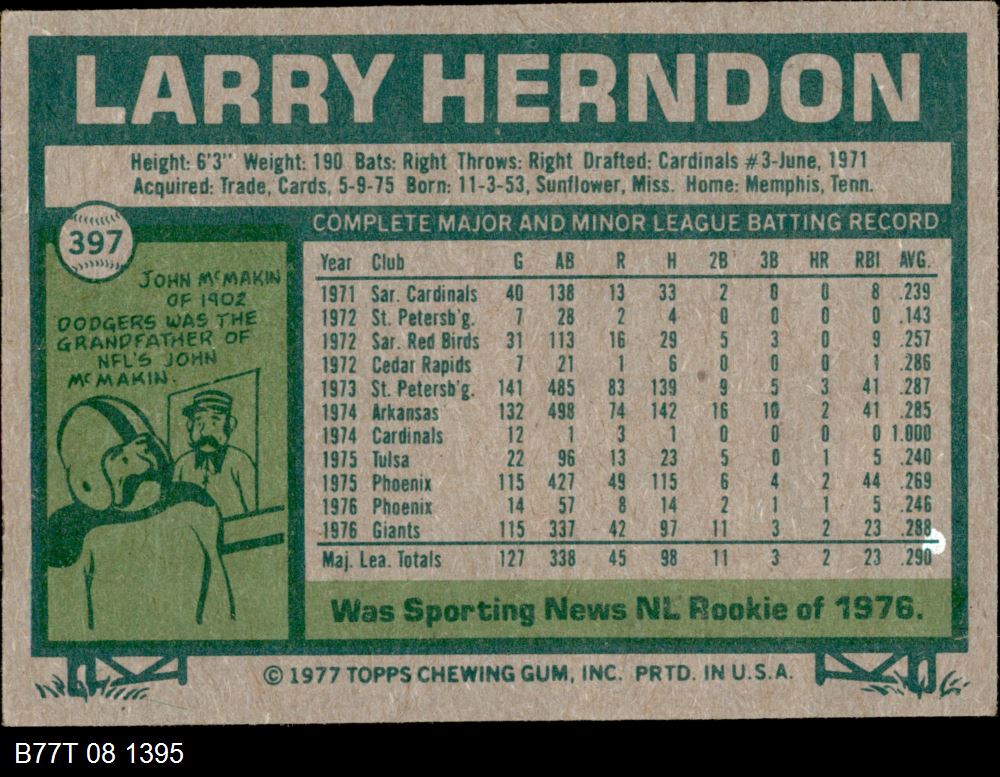 LARRY HERNDON
Height: 6'3" Weight: 190 Bats: Right Throws: Right Drafted: Cardinals #3-June, 1971
Acquired: Trade, Cards, 5-9-75 Born: 11-3-53, Sunflower, Miss. Home: Memphis, Tenn.
397
JOHN McMAKIN
OF 1902
DODGERS WAS THE
GRANDFATHER OF
NFL'S JOHN
McMAKIN.
COMPLETE MAJOR AND MINOR LEAGUE BATTING RECORD
Year Club G AB R H 2B 3B HR RBI AVG.
1971 Sar. Cardinals 40 138 13 33 2 0 0 8 .239
1972 St. Petersb'g. 7 28 2 4 0 0 0 0 .143
1972 Sar. Red Birds 31 113 16 29 5 3 0 9 .257
1972 Cedar Rapids 7 21 1 6 0 0 0 1 .286
1973 St. Petersb'g. 141 485 83 139 9 5 3 41 .287
1974 Arkansas 132 498 74 142 16 10 2 41 .285
1974 Cardinals 12 1 3 1 0 0 0 0 1.000
1975 Tulsa 22 96 13 23 5 0 1 5 .240
1975 Phoenix 115 427 49 115 6 4 2 44 .269
1976 Phoenix 14 57 8 14 2 1 1 5 .246
1976 Giants 115 337 42 97 11 3 2 23 .288
Maj. Lea. Totals 127 338 45 98 11 3 2 23 .290
Was Sporting News NL Rookie of 1976.
© 1977 TOPPS CHEWING GUM, INC. PRTD. IN U.S.A.
B77T 08 1395